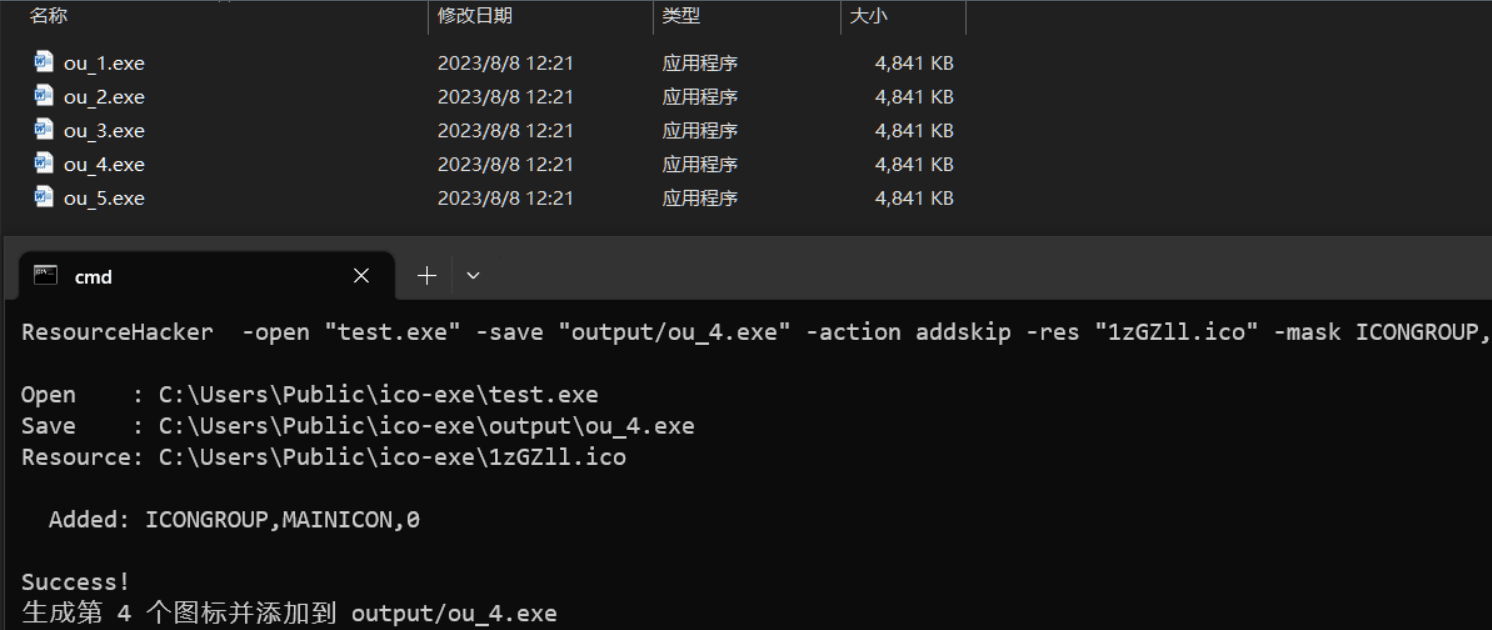 名称 修改日期 类型 大小
ou_1.exe 2023/8/8 12:21 应用程序 4,841 KB
ou_2.exe 2023/8/8 12:21 应用程序 4,841 KB
ou_3.exe 2023/8/8 12:21 应用程序 4,841 KB
ou_4.exe 2023/8/8 12:21 应用程序 4,841 KB
ou_5.exe 2023/8/8 12:21 应用程序 4,841 KB
cmd
ResourceHacker  -open "test.exe" -save "output/ou_4.exe" -action addskip -res "1zGZll.ico" -mask ICONGROUP,
Open    : C:\Users\Public\ico-exe\test.exe
Save    : C:\Users\Public\ico-exe\output\ou_4.exe
Resource: C:\Users\Public\ico-exe\1zGZll.ico
Added: ICONGROUP,MAINICON,0
Success!
生成第 4 个图标并添加到 output/ou_4.exe